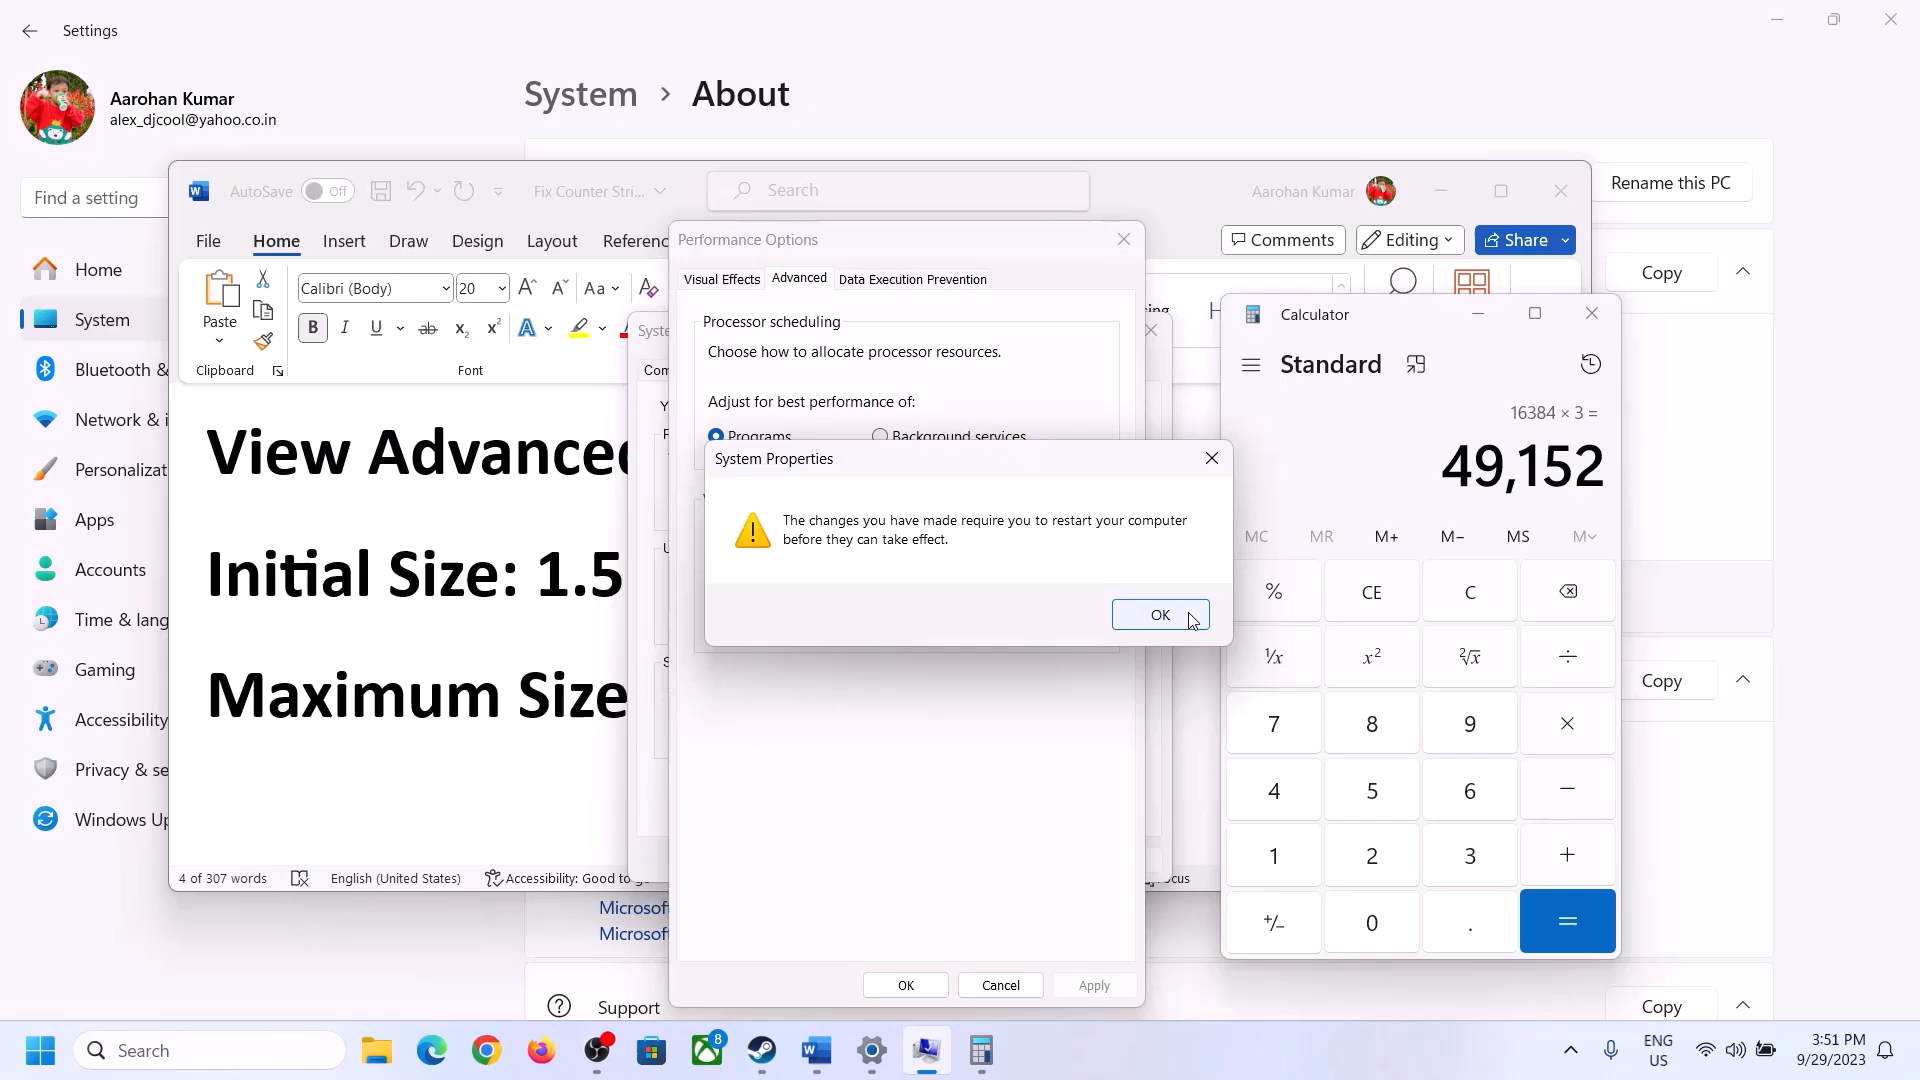 Settings
Aarohan Kumar
alex_djcool@yahoo.co.in
Find a setting
Home
System
Bluetooth &
Network & i
Personalizat
Apps
Accounts
Time & lang
Gaming
Accessibility
Privacy & se
Windows Up
System > About
Rename this PC
Copy
Copy
Copy
Support
Microsof
Microsof
AutoSave Off
Fix Counter Stri...
Search
Aarohan Kumar
File Home Insert Draw Design Layout Referenc
Comments Editing Share
Paste
Calibri (Body) 20
Clipboard
Font
View Advanced
Initial Size: 1.5
Maximum Size
4 of 307 words
English (United States)
Accessibility: Good to
Syste
Com
Performance Options
Visual Effects Advanced Data Execution Prevention
Processor scheduling
Choose how to allocate processor resources.
Adjust for best performance of:
Programs Background services
OK Cancel Apply
System Properties
The changes you have made require you to restart your computer
before they can take effect.
OK
Calculator
Standard
16384 × 3 =
49,152
MC MR M+ M− MS M
% CE C
⅟x x² ²√x ÷
7 8 9 ×
4 5 6 −
1 2 3 +
+/− 0 . =
Search
8
ENG
US
3:51 PM
9/29/2023